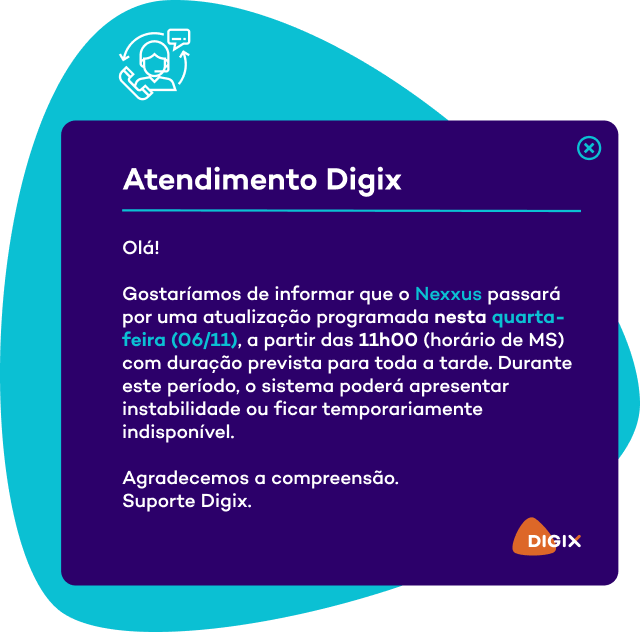 Atendimento Digix
Olá!
Gostaríamos de informar que o Nexxus passará
por uma atualização programada nesta quarta-
feira (06/11), a partir das 11h00 (horário de MS)
com duração prevista para toda a tarde. Durante
este período, o sistema poderá apresentar
instabilidade ou ficar temporariamente
indisponível.
Agradecemos a compreensão.
Suporte Digix.
DIGIX